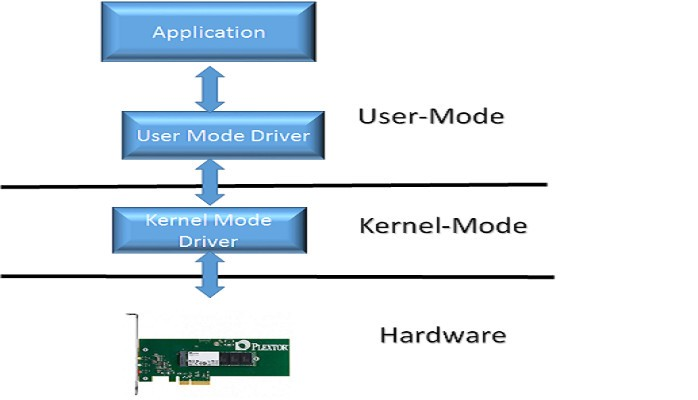 Application
User-Mode
User Mode Driver
Kernel Mode
Driver
Kernel-Mode
PLEXTOR
Hardware